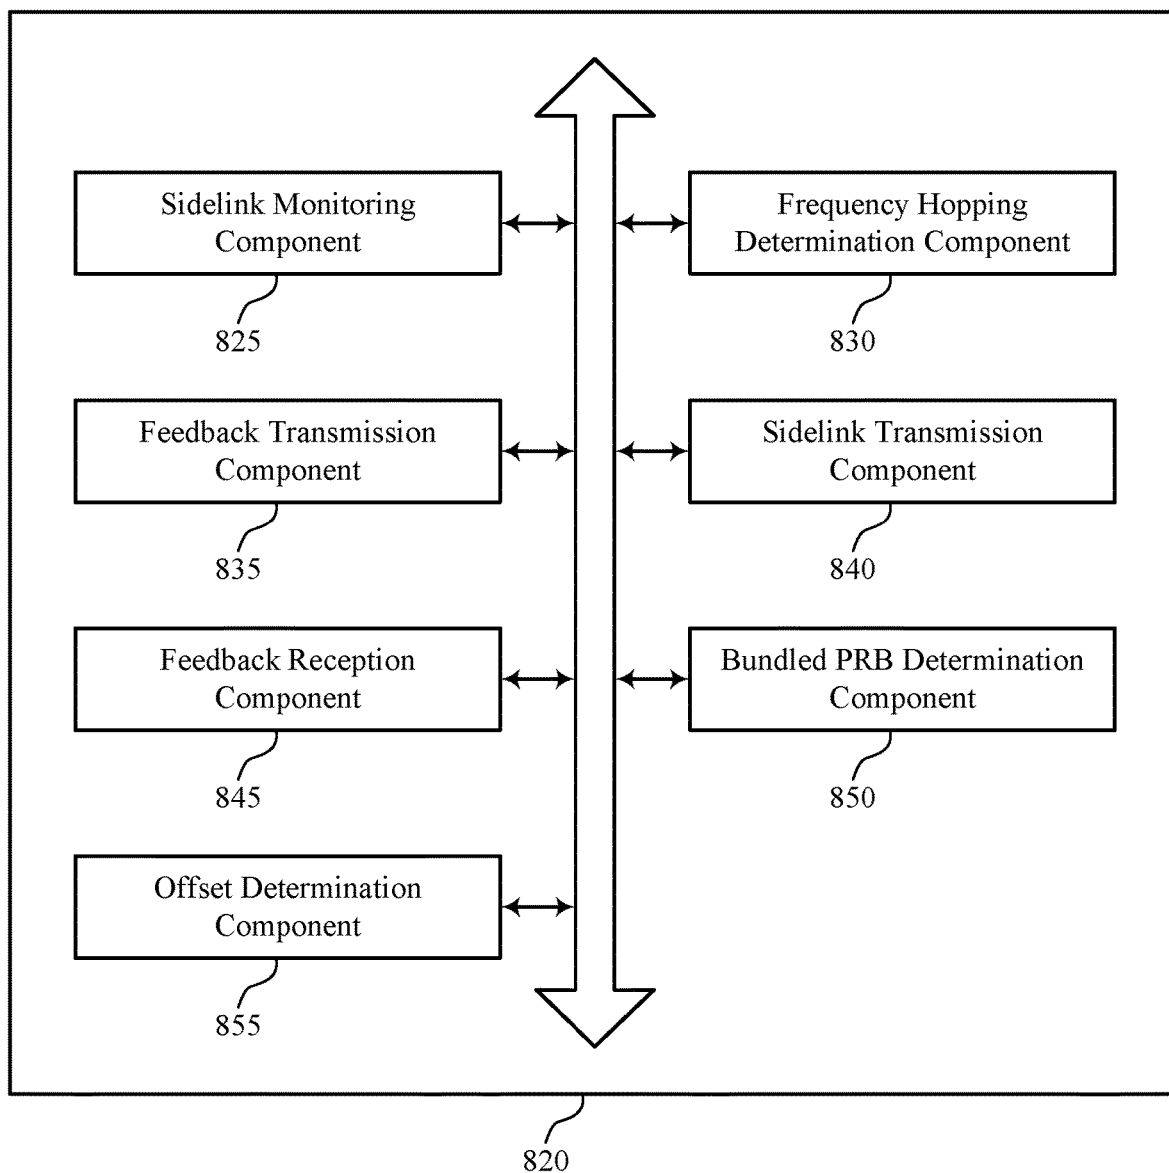 Sidelink Monitoring
Component
825
Frequency Hopping
Determination Component
830
Feedback Transmission
Component
835
Sidelink Transmission
Component
840
Feedback Reception
Component
845
Bundled PRB Determination
Component
850
Offset Determination
Component
855
820